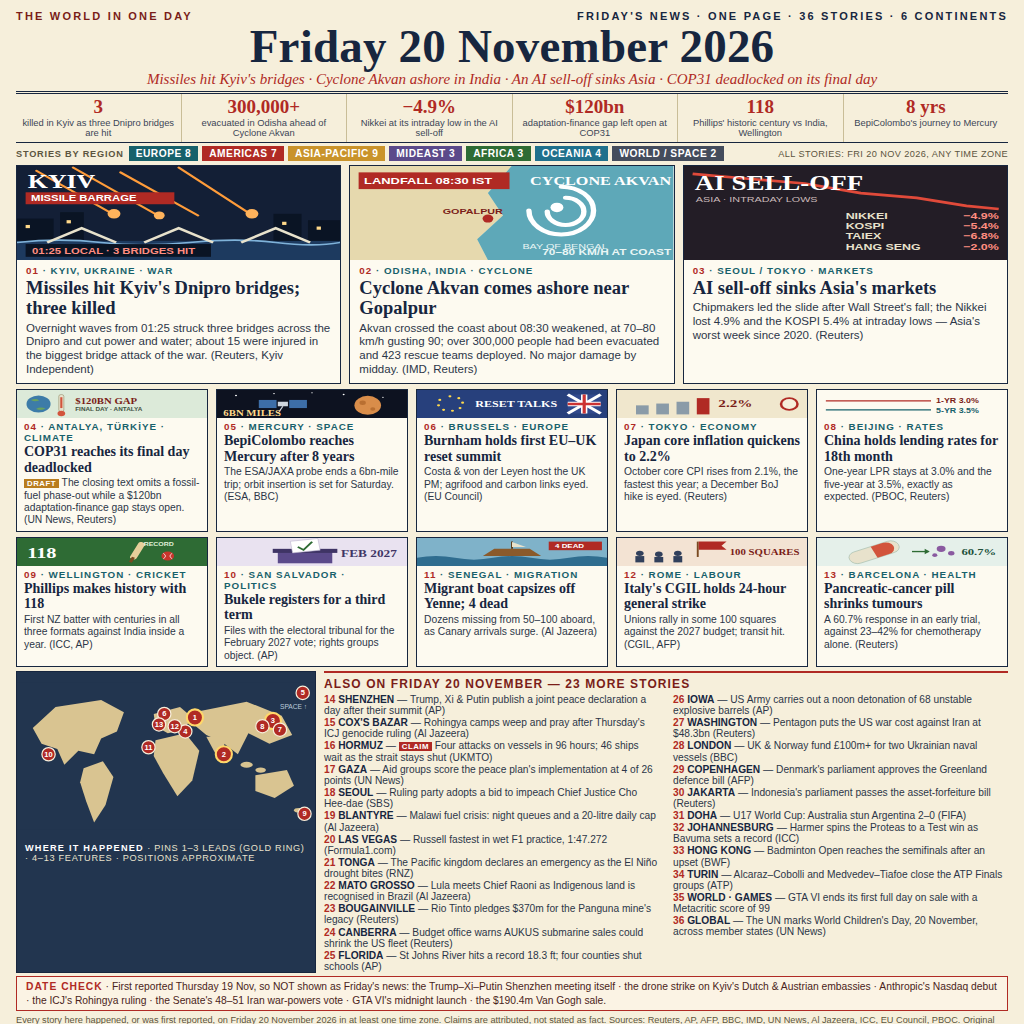 THE WORLD IN ONE DAY
FRIDAY'S NEWS · ONE PAGE · 36 STORIES · 6 CONTINENTS
Friday 20 November 2026
Missiles hit Kyiv's bridges · Cyclone Akvan ashore in India · An AI sell-off sinks Asia · COP31 deadlocked on its final day
3
killed in Kyiv as three Dnipro bridges
are hit
300,000+
evacuated in Odisha ahead of
Cyclone Akvan
−4.9%
Nikkei at its intraday low in the AI
sell-off
$120bn
adaptation-finance gap left open at
COP31
118
Phillips' historic century vs India,
Wellington
8 yrs
BepiColombo's journey to Mercury
STORIES BY REGION
EUROPE 8
AMERICAS 7
ASIA-PACIFIC 9
MIDEAST 3
AFRICA 3
OCEANIA 4
WORLD / SPACE 2
ALL STORIES: FRI 20 NOV 2026, ANY TIME ZONE
KYIV
MISSILE BARRAGE
01:25 LOCAL · 3 BRIDGES HIT
01 · KYIV, UKRAINE · WAR
Missiles hit Kyiv's Dnipro bridges;
three killed
Overnight waves from 01:25 struck three bridges across the
Dnipro and cut power and water; about 15 were injured in
the biggest bridge attack of the war. (Reuters, Kyiv
Independent)
LANDFALL 08:30 IST
CYCLONE AKVAN
GOPALPUR
BAY OF BENGAL
70–80 KM/H AT COAST
02 · ODISHA, INDIA · CYCLONE
Cyclone Akvan comes ashore near
Gopalpur
Akvan crossed the coast about 08:30 weakened, at 70–80
km/h gusting 90; over 300,000 people had been evacuated
and 423 rescue teams deployed. No major damage by
midday. (IMD, Reuters)
AI SELL-OFF
ASIA · INTRADAY LOWS
NIKKEI −4.9%
KOSPI −5.4%
TAIEX −6.8%
HANG SENG −2.0%
03 · SEOUL / TOKYO · MARKETS
AI sell-off sinks Asia's markets
Chipmakers led the slide after Wall Street's fall; the Nikkei
lost 4.9% and the KOSPI 5.4% at intraday lows — Asia's
worst week since 2020. (Reuters)
$120BN GAP
FINAL DAY · ANTALYA
04 · ANTALYA, TÜRKİYE ·
CLIMATE
COP31 reaches its final day
deadlocked
DRAFT The closing text omits a fossil-
fuel phase-out while a $120bn
adaptation-finance gap stays open.
(UN News, Reuters)
6BN MILES
05 · MERCURY · SPACE
BepiColombo reaches
Mercury after 8 years
The ESA/JAXA probe ends a 6bn-mile
trip; orbit insertion is set for Saturday.
(ESA, BBC)
RESET TALKS
06 · BRUSSELS · EUROPE
Burnham holds first EU–UK
reset summit
Costa & von der Leyen host the UK
PM; agrifood and carbon links eyed.
(EU Council)
2.2%
07 · TOKYO · ECONOMY
Japan core inflation quickens
to 2.2%
October core CPI rises from 2.1%, the
fastest this year; a December BoJ
hike is eyed. (Reuters)
1-YR 3.0%
5-YR 3.5%
08 · BEIJING · RATES
China holds lending rates for
18th month
One-year LPR stays at 3.0% and the
five-year at 3.5%, exactly as
expected. (PBOC, Reuters)
118
RECORD
09 · WELLINGTON · CRICKET
Phillips makes history with
118
First NZ batter with centuries in all
three formats against India inside a
year. (ICC, AP)
FEB 2027
10 · SAN SALVADOR ·
POLITICS
Bukele registers for a third
term
Files with the electoral tribunal for the
February 2027 vote; rights groups
object. (AP)
4 DEAD
11 · SENEGAL · MIGRATION
Migrant boat capsizes off
Yenne; 4 dead
Dozens missing from 50–100 aboard,
as Canary arrivals surge. (Al Jazeera)
100 SQUARES
12 · ROME · LABOUR
Italy's CGIL holds 24-hour
general strike
Unions rally in some 100 squares
against the 2027 budget; transit hit.
(CGIL, AFP)
60.7%
13 · BARCELONA · HEALTH
Pancreatic-cancer pill
shrinks tumours
A 60.7% response in an early trial,
against 23–42% for chemotherapy
alone. (Reuters)
5
SPACE ↑
6
1
13
12
4
3
8
7
11
10
2
9
WHERE IT HAPPENED · PINS 1–3 LEADS (GOLD RING)
· 4–13 FEATURES · POSITIONS APPROXIMATE
ALSO ON FRIDAY 20 NOVEMBER — 23 MORE STORIES
14 SHENZHEN — Trump, Xi & Putin publish a joint peace declaration a
day after their summit (AP)
15 COX'S BAZAR — Rohingya camps weep and pray after Thursday's
ICJ genocide ruling (Al Jazeera)
16 HORMUZ — CLAIM Four attacks on vessels in 96 hours; 46 ships
wait as the strait stays shut (UKMTO)
17 GAZA — Aid groups score the peace plan's implementation at 4 of 26
points (UN News)
18 SEOUL — Ruling party adopts a bid to impeach Chief Justice Cho
Hee-dae (SBS)
19 BLANTYRE — Malawi fuel crisis: night queues and a 20-litre daily cap
(Al Jazeera)
20 LAS VEGAS — Russell fastest in wet F1 practice, 1:47.272
(Formula1.com)
21 TONGA — The Pacific kingdom declares an emergency as the El Niño
drought bites (RNZ)
22 MATO GROSSO — Lula meets Chief Raoni as Indigenous land is
recognised in Brazil (Al Jazeera)
23 BOUGAINVILLE — Rio Tinto pledges $370m for the Panguna mine's
legacy (Reuters)
24 CANBERRA — Budget office warns AUKUS submarine sales could
shrink the US fleet (Reuters)
25 FLORIDA — St Johns River hits a record 18.3 ft; four counties shut
schools (AP)
26 IOWA — US Army carries out a noon detonation of 68 unstable
explosive barrels (AP)
27 WASHINGTON — Pentagon puts the US war cost against Iran at
$48.3bn (Reuters)
28 LONDON — UK & Norway fund £100m+ for two Ukrainian naval
vessels (BBC)
29 COPENHAGEN — Denmark's parliament approves the Greenland
defence bill (AFP)
30 JAKARTA — Indonesia's parliament passes the asset-forfeiture bill
(Reuters)
31 DOHA — U17 World Cup: Australia stun Argentina 2–0 (FIFA)
32 JOHANNESBURG — Harmer spins the Proteas to a Test win as
Bavuma sets a record (ICC)
33 HONG KONG — Badminton Open reaches the semifinals after an
upset (BWF)
34 TURIN — Alcaraz–Cobolli and Medvedev–Tiafoe close the ATP Finals
groups (ATP)
35 WORLD · GAMES — GTA VI ends its first full day on sale with a
Metacritic score of 99
36 GLOBAL — The UN marks World Children's Day, 20 November,
across member states (UN News)
DATE CHECK · First reported Thursday 19 Nov, so NOT shown as Friday's news: the Trump–Xi–Putin Shenzhen meeting itself · the drone strike on Kyiv's Dutch & Austrian embassies · Anthropic's Nasdaq debut
· the ICJ's Rohingya ruling · the Senate's 48–51 Iran war-powers vote · GTA VI's midnight launch · the $190.4m Van Gogh sale.
Every story here happened, or was first reported, on Friday 20 November 2026 in at least one time zone. Claims are attributed, not stated as fact. Sources: Reuters, AP, AFP, BBC, IMD, UN News, Al Jazeera, ICC, EU Council, PBOC. Original